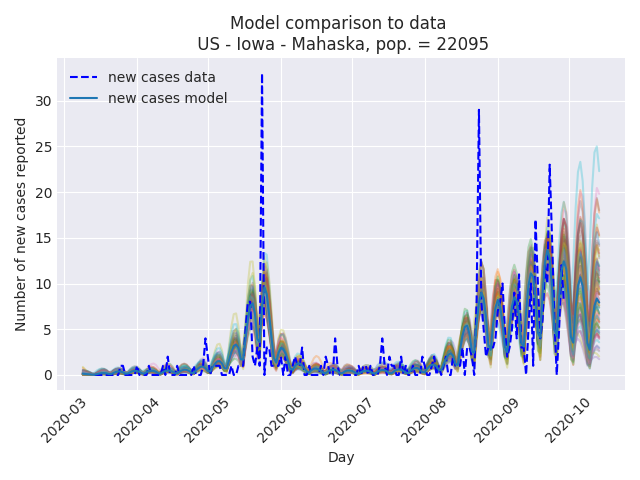 Model comparison to data
US - Iowa - Mahaska, pop. = 22095
new cases data
new cases model
Number of new cases reported
30
25
20
15
10
5
0
2020-03
2020-04
2020-05
2020-06
2020-07
2020-08
2020-09
2020-10
Day